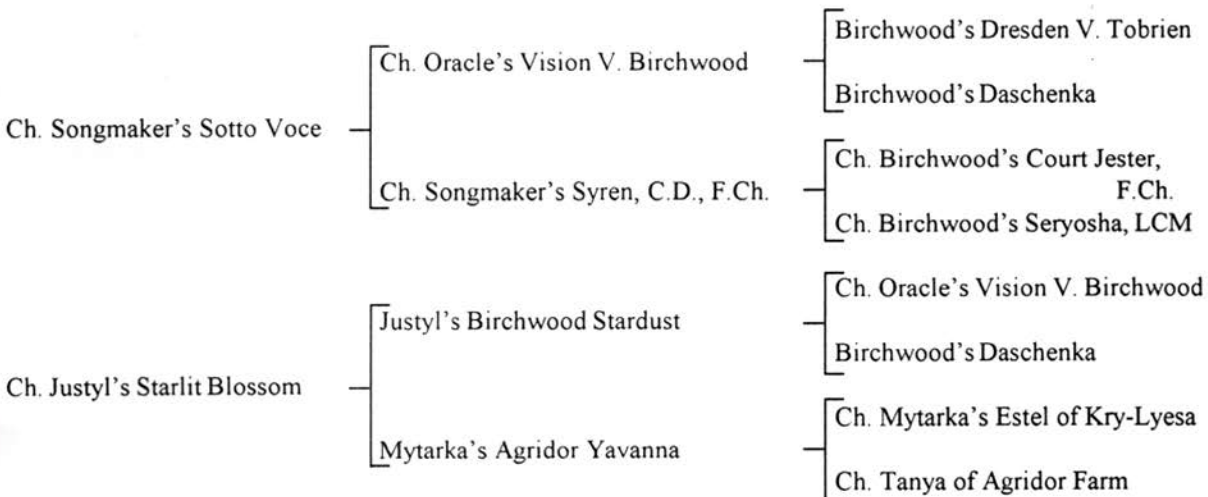 Birchwood's Dresden V. Tobrien
Ch. Oracle's Vision V. Birchwood
Birchwood's Daschenka
Ch. Songmaker's Sotto Voce
Ch. Birchwood's Court Jester,
F.Ch.
Ch. Songmaker's Syren, C.D., F.Ch.
Ch. Birchwood's Seryosha, LCM
Ch. Oracle's Vision V. Birchwood
Justyl's Birchwood Stardust
Birchwood's Daschenka
Ch. Justyl's Starlit Blossom
Ch. Mytarka's Estel of Kry-Lyesa
Mytarka's Agridor Yavanna
Ch. Tanya of Agridor Farm